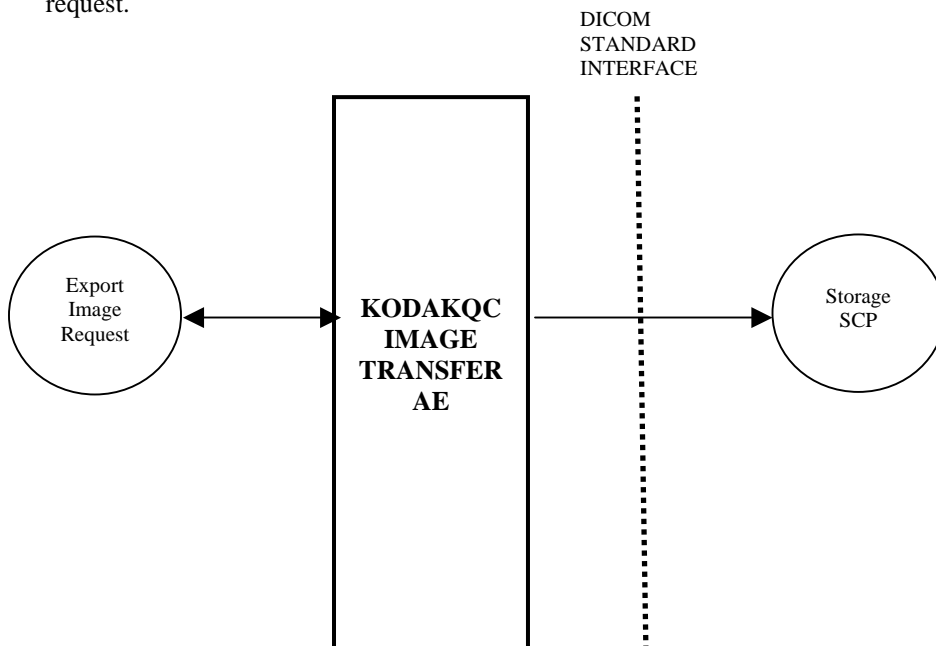 request.
DICOM
STANDARD
INTERFACE
Export
Image
Request
KODAKQC
IMAGE
TRANSFER
AE
Storage
SCP